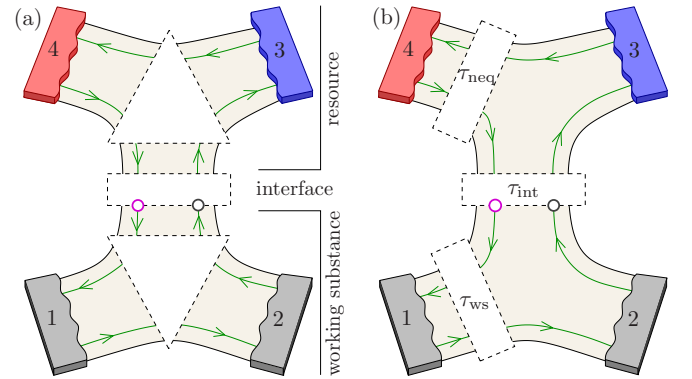 (a)
4
3
resource
interface
working substance
1
2
(b)
4
3
τneq
τint
τws
1
2